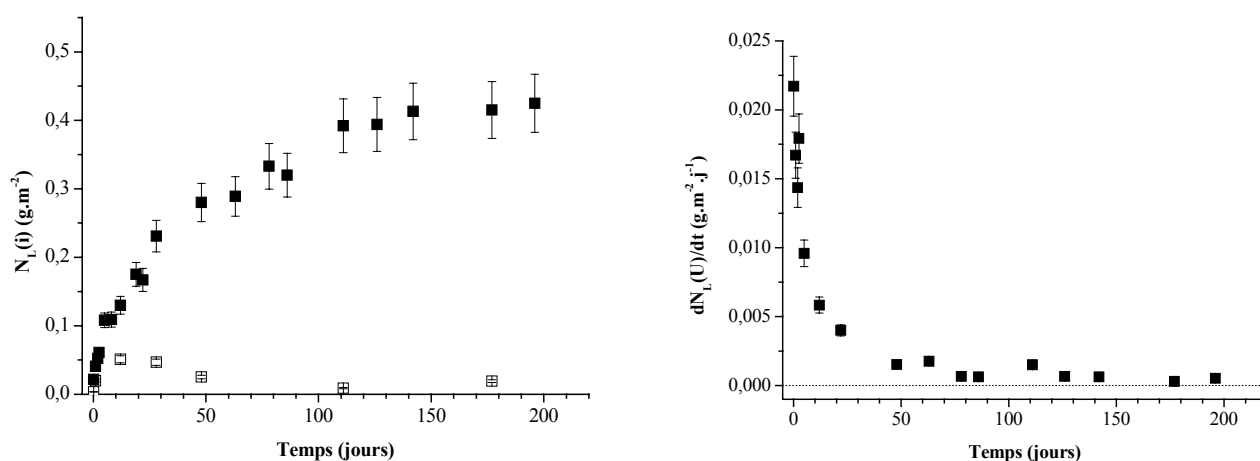 N_L(i) (g.m⁻²)
0,5
0,4
0,3
0,2
0,1
0,0
0 50 100 150 200
Temps (jours)
dN_L(U)/dt (g.m⁻².j⁻¹)
0,025
0,020
0,015
0,010
0,005
0,000
0 50 100 150 200
Temps (jours)